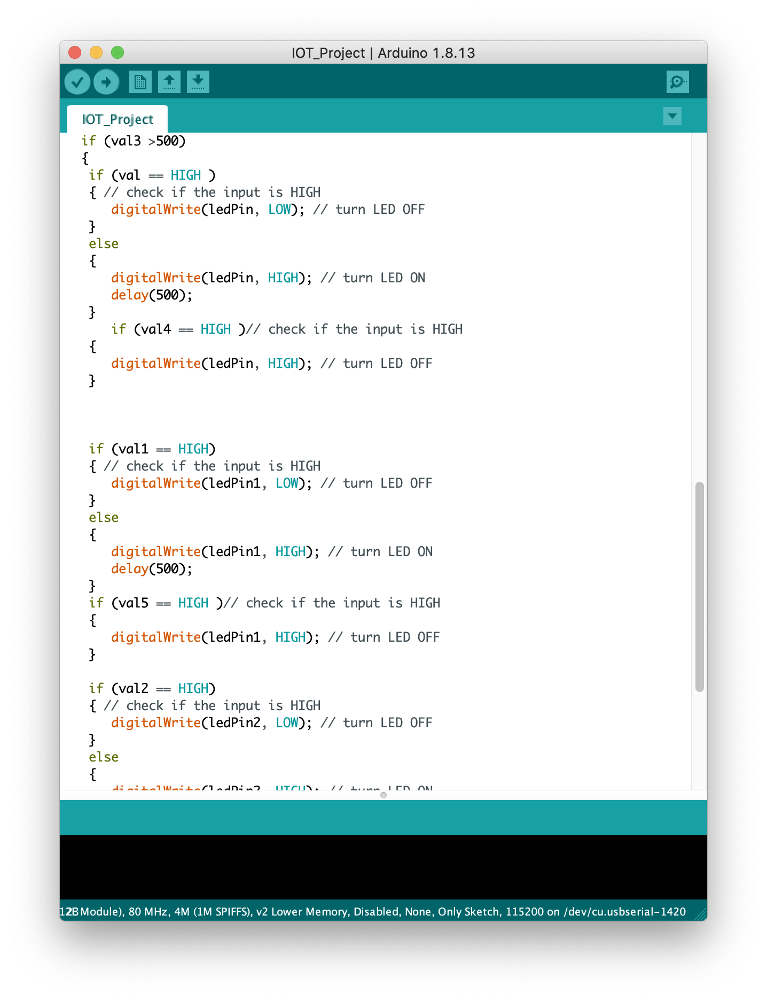 IOT_Project | Arduino 1.8.13
IOT_Project
if (val3 >500)
{
if (val == HIGH )
{ // check if the input is HIGH
digitalWrite(ledPin, LOW); // turn LED OFF
}
else
{
digitalWrite(ledPin, HIGH); // turn LED ON
delay(500);
}
if (val4 == HIGH )// check if the input is HIGH
{
digitalWrite(ledPin, HIGH); // turn LED OFF
}
if (val1 == HIGH)
{ // check if the input is HIGH
digitalWrite(ledPin1, LOW); // turn LED OFF
}
else
{
digitalWrite(ledPin1, HIGH); // turn LED ON
delay(500);
}
if (val5 == HIGH )// check if the input is HIGH
{
digitalWrite(ledPin1, HIGH); // turn LED OFF
}
if (val2 == HIGH)
{ // check if the input is HIGH
digitalWrite(ledPin2, LOW); // turn LED OFF
}
else
{
digitalWrite(ledPin2, HIGH); // turn LED ON
Module), 80 MHz, 4M (1M SPIFFS), v2 Lower Memory, Disabled, None, Only Sketch, 115200 on /dev/cu.usbserial-1420